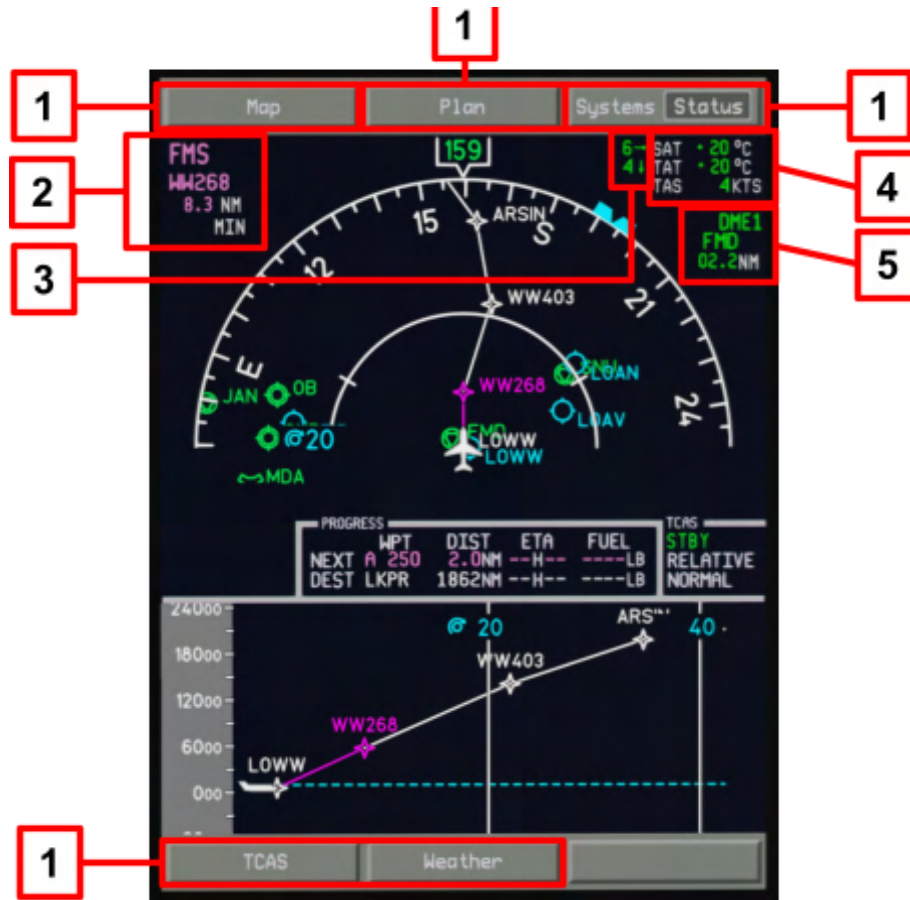 1
1 Map Plan Systems Status 1
FMS
WW268
8.3 NM
MIN
2
159
6→ SAT +20°C
4↓ TAT +20°C
TAS 4KTS
4
DME1
FMD
02.2NM
5
3
ARSIN
15 S
12 21
WW403
E 24
JAN OB
WW268
LOAN
LOAV
20
FMD LOWW
LOWW
MDA
PROGRESS
WPT DIST ETA FUEL
NEXT A 250 2.0NM --H-- ----LB
DEST LKPR 1862NM --H-- ----LB
TCAS
STBY
RELATIVE
NORMAL
24000
20 40
18000
WW403
12000
WW268
6000
LOWW
000
1 TCAS Weather